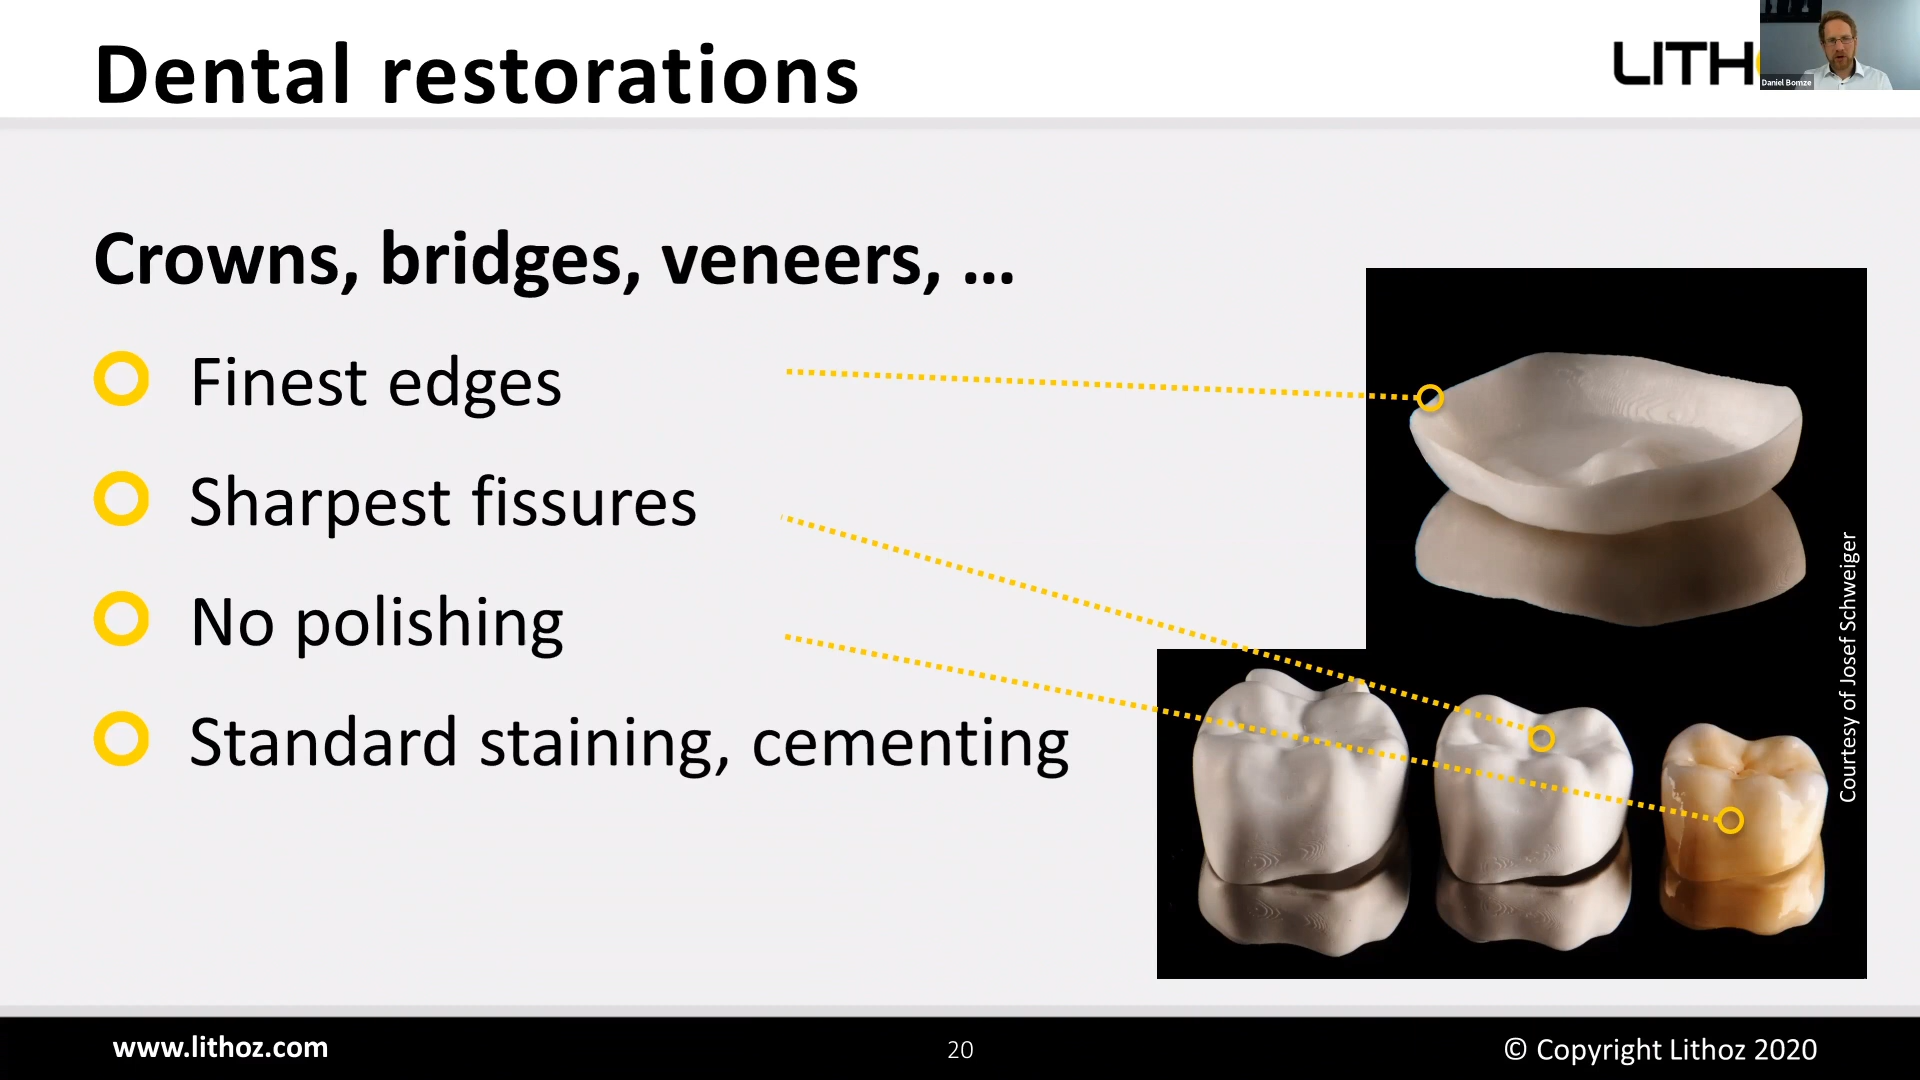 Dental restorations
LITH
Daniel Bomze
Crowns, bridges, veneers, ...
Finest edges
Sharpest fissures
No polishing
Standard staining, cementing
Courtesy of Josef Schweiger
www.lithoz.com
20
© Copyright Lithoz 2020